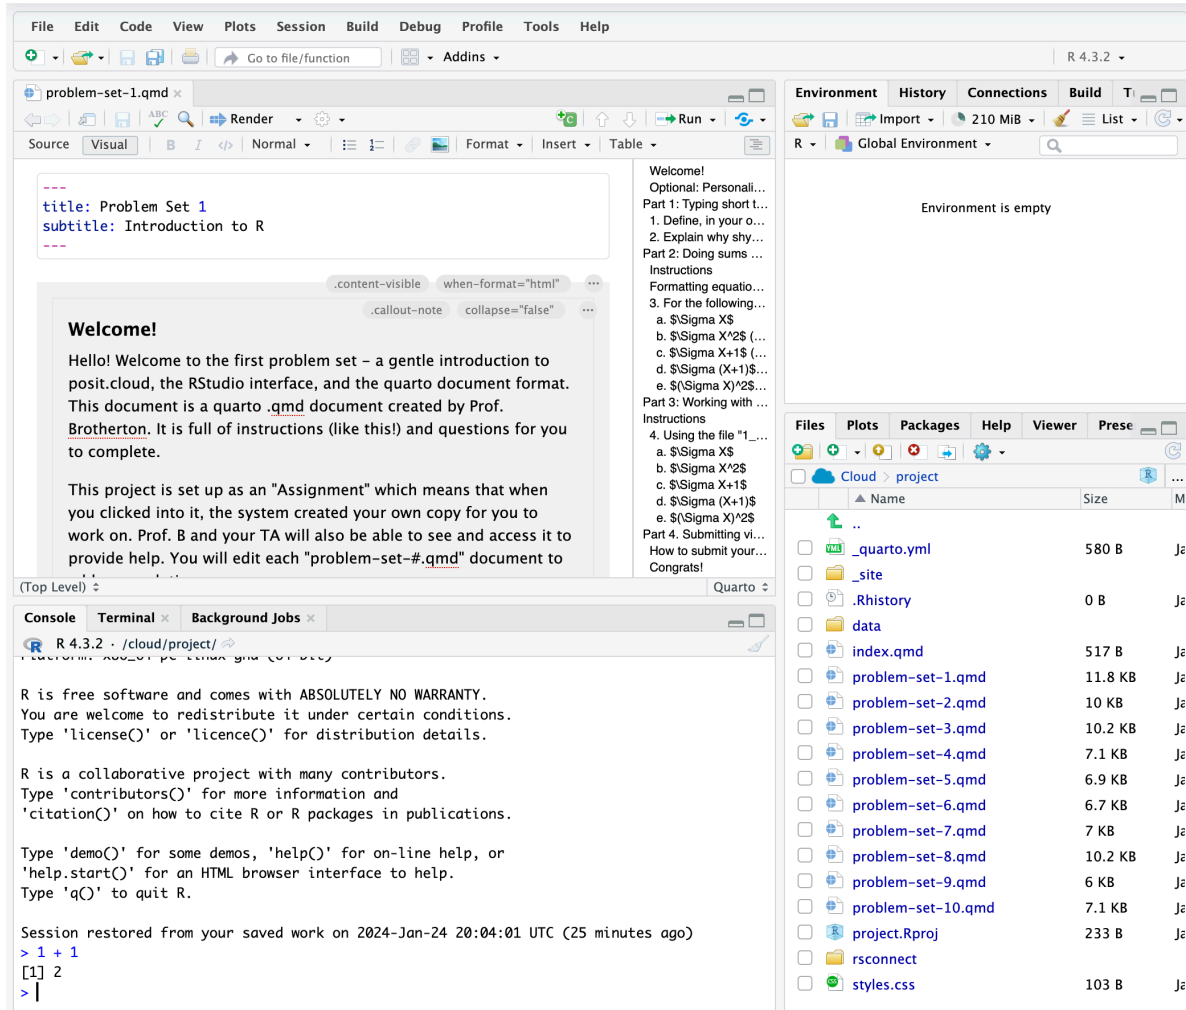 File Edit Code View Plots Session Build Debug Profile Tools Help
Go to file/function Addins R 4.3.2
problem-set-1.qmd
ABC Render Run
Source Visual B I </> Normal Format Insert Table
---
title: Problem Set 1
subtitle: Introduction to R
---
.content-visible when-format="html" ...
.callout-note collapse="false" ...
Welcome!
Hello! Welcome to the first problem set – a gentle introduction to
posit.cloud, the RStudio interface, and the quarto document format.
This document is a quarto .qmd document created by Prof.
Brotherton. It is full of instructions (like this!) and questions for you
to complete.
This project is set up as an "Assignment" which means that when
you clicked into it, the system created your own copy for you to
work on. Prof. B and your TA will also be able to see and access it to
provide help. You will edit each "problem-set-#.qmd" document to
Welcome!
Optional: Personali...
Part 1: Typing short t...
1. Define, in your o...
2. Explain why shy...
Part 2: Doing sums ...
Instructions
Formatting equatio...
3. For the following...
a. $\Sigma X$
b. $\Sigma X^2$ (...
c. $\Sigma X+1$ (...
d. $\Sigma (X+1)$...
e. $(\Sigma X)^2$...
Part 3: Working with ...
Instructions
4. Using the file "1_...
a. $\Sigma X$
b. $\Sigma X^2$
c. $\Sigma X+1$
d. $\Sigma (X+1)$
e. $(\Sigma X)^2$
Part 4. Submitting vi...
How to submit your...
Congrats!
(Top Level) Quarto
Console Terminal Background Jobs
R 4.3.2 · /cloud/project/
R is free software and comes with ABSOLUTELY NO WARRANTY.
You are welcome to redistribute it under certain conditions.
Type 'license()' or 'licence()' for distribution details.
R is a collaborative project with many contributors.
Type 'contributors()' for more information and
'citation()' on how to cite R or R packages in publications.
Type 'demo()' for some demos, 'help()' for on-line help, or
'help.start()' for an HTML browser interface to help.
Type 'q()' to quit R.
Session restored from your saved work on 2024-Jan-24 20:04:01 UTC (25 minutes ago)
> 1 + 1
[1] 2
>
Environment History Connections Build
Import 210 MiB List
R Global Environment
Environment is empty
Files Plots Packages Help Viewer Prese
Cloud project R ...
Name Size M
..
YML _quarto.yml 580 B Ja
_site
.Rhistory 0 B Ja
data
index.qmd 517 B Ja
problem-set-1.qmd 11.8 KB Ja
problem-set-2.qmd 10 KB Ja
problem-set-3.qmd 10.2 KB Ja
problem-set-4.qmd 7.1 KB Ja
problem-set-5.qmd 6.9 KB Ja
problem-set-6.qmd 6.7 KB Ja
problem-set-7.qmd 7 KB Ja
problem-set-8.qmd 10.2 KB Ja
problem-set-9.qmd 6 KB Ja
problem-set-10.qmd 7.1 KB Ja
project.Rproj 233 B Ja
rsconnect
styles.css 103 B Ja